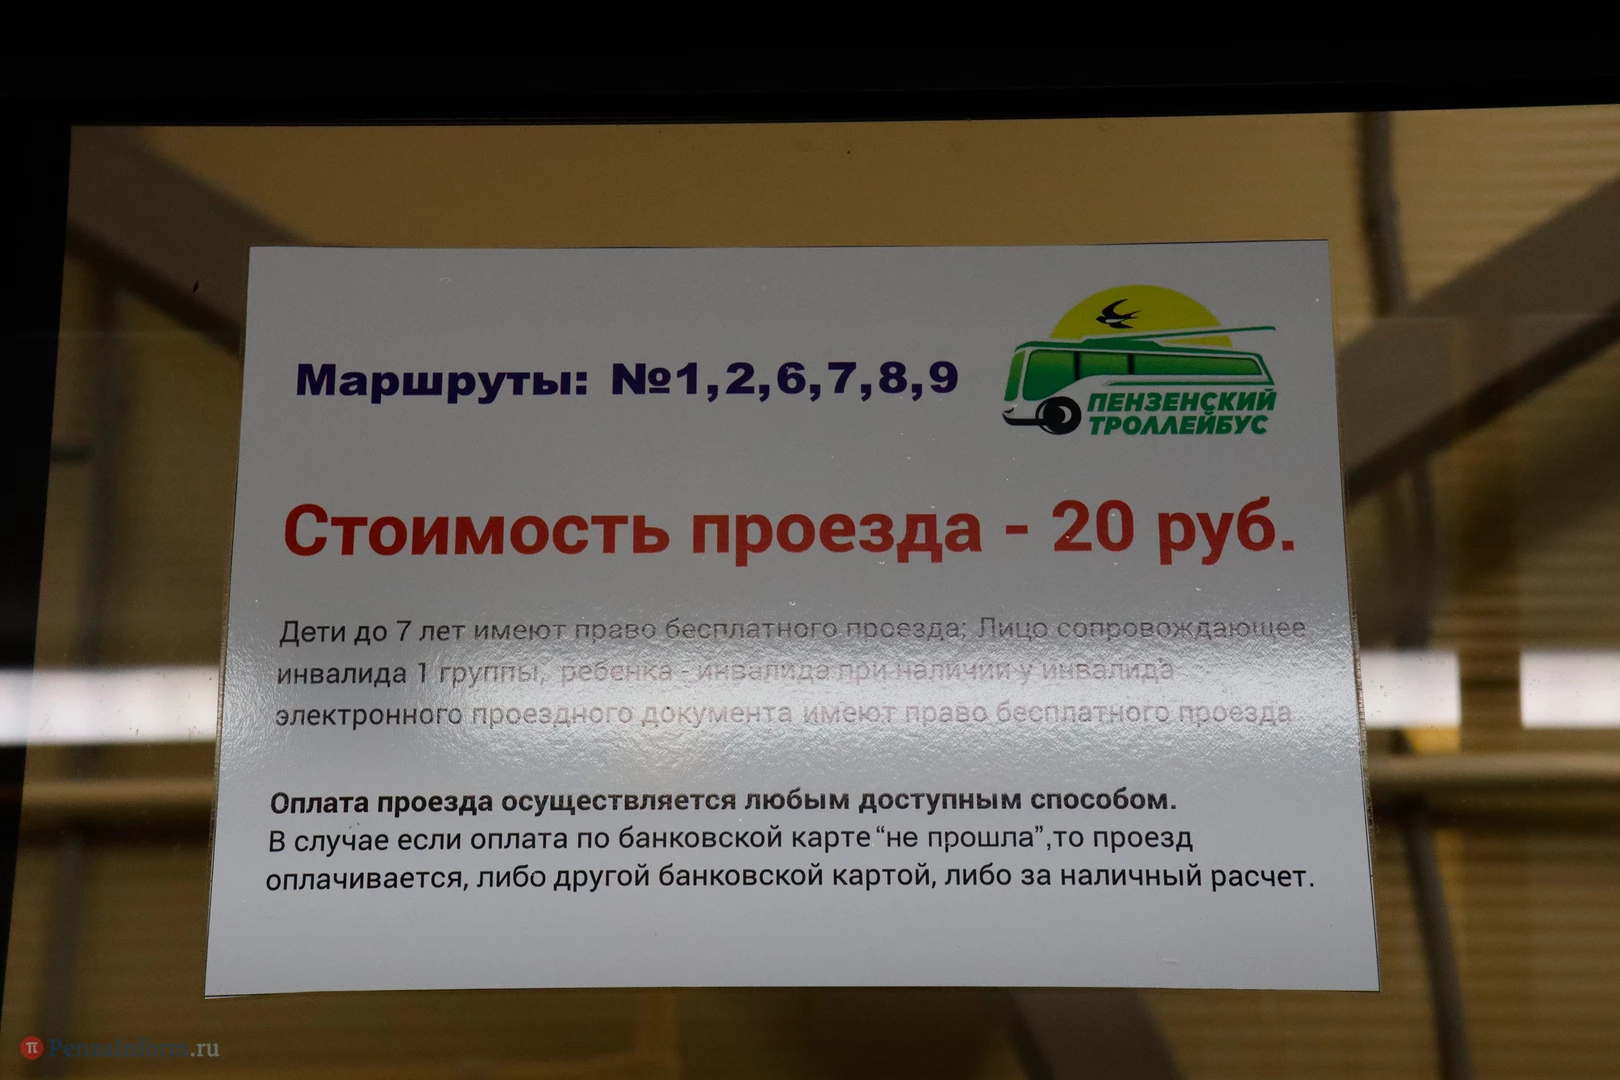 Маршруты: №1,2,6,7,8,9
ПЕНЗЕНСКИЙ
ТРОЛЛЕЙБУС
Стоимость проезда - 20 руб.
Дети до 7 лет имеют право бесплатного проезда; Лицо сопровождающее
инвалида 1 группы, ребенка - инвалида при наличии у инвалида
электронного проездного документа имеют право бесплатного проезда
Оплата проезда осуществляется любым доступным способом.
В случае если оплата по банковской карте “не прошла”,то проезд
оплачивается, либо другой банковской картой, либо за наличный расчет.
PenzaInform.ru